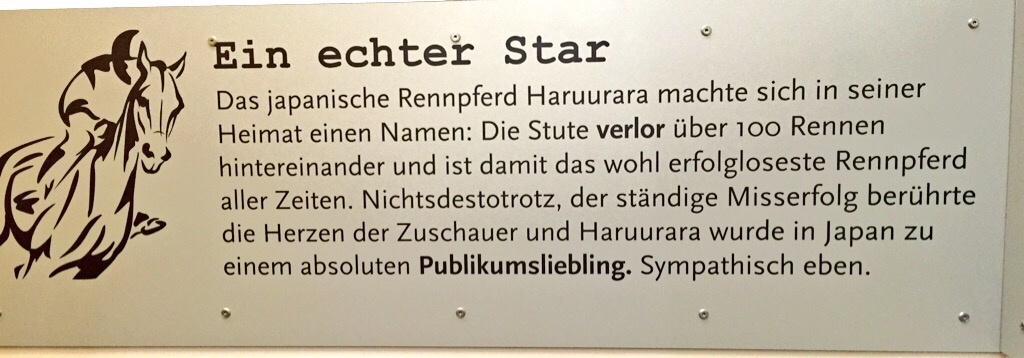 Ein echter Star
Das japanische Rennpferd Haruurara machte sich in seiner
Heimat einen Namen: Die Stute verlor über 100 Rennen
hintereinander und ist damit das wohl erfolgloseste Rennpferd
aller Zeiten. Nichtsdestotrotz, der ständige Misserfolg berührte
die Herzen der Zuschauer und Haruurara wurde in Japan zu
einem absoluten Publikumsliebling. Sympathisch eben.